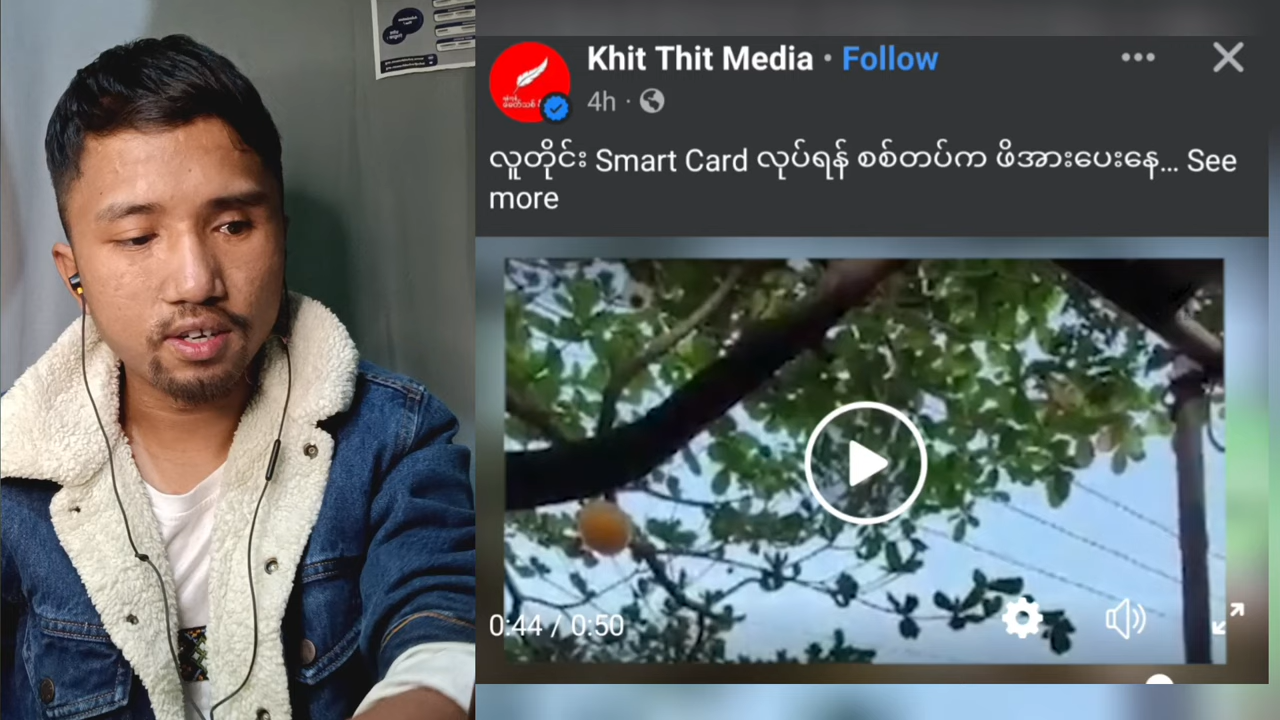 Khit Thit Media · Follow
4h ·
လူတိုင်း Smart Card လုပ်ရန် စစ်တပ်က ဖိအားပေးနေ... See
more
0:44 / 0:50